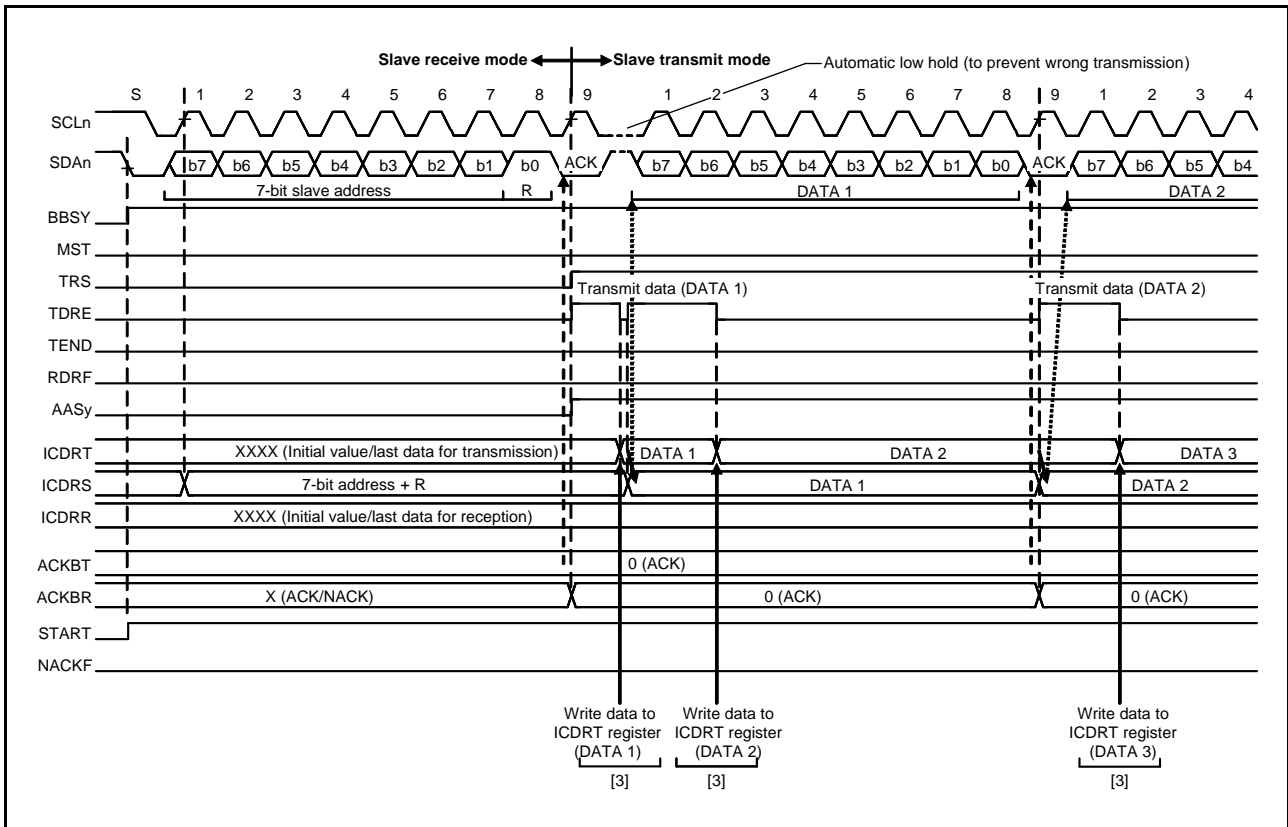 Slave receive mode Slave transmit mode
Automatic low hold (to prevent wrong transmission)
S 1 2 3 4 5 6 7 8 9 1 2 3 4 5 6 7 8 9 1 2 3 4
SCLn
SDAn b7 b6 b5 b4 b3 b2 b1 b0 ACK b7 b6 b5 b4 b3 b2 b1 b0 ACK b7 b6 b5 b4
7-bit slave address R DATA 1 DATA 2
BBSY
MST
TRS
Transmit data (DATA 1) Transmit data (DATA 2)
TDRE
TEND
RDRF
AASy
ICDRT XXXX (Initial value/last data for transmission) DATA 1 DATA 2 DATA 3
ICDRS 7-bit address + R DATA 1 DATA 2
ICDRR XXXX (Initial value/last data for reception)
ACKBT 0 (ACK)
ACKBR X (ACK/NACK) 0 (ACK) 0 (ACK)
START
NACKF
Write data to Write data to Write data to
ICDRT register ICDRT register ICDRT register
(DATA 1) (DATA 2) (DATA 3)
[3] [3] [3]